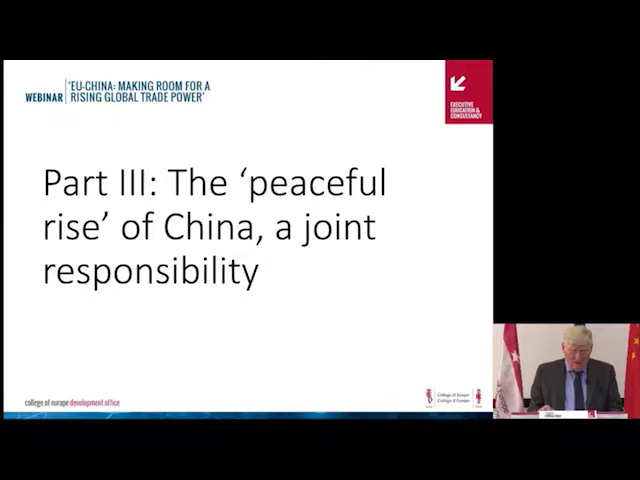 WEBINAR
'EU-CHINA: MAKING ROOM FOR A
RISING GLOBAL TRADE POWER'
EXECUTIVE
EDUCATION &
CONSULTANCY
Part III: The ‘peaceful
rise’ of China, a joint
responsibility
college of europe development office
College of Europe
Collège d'Europe